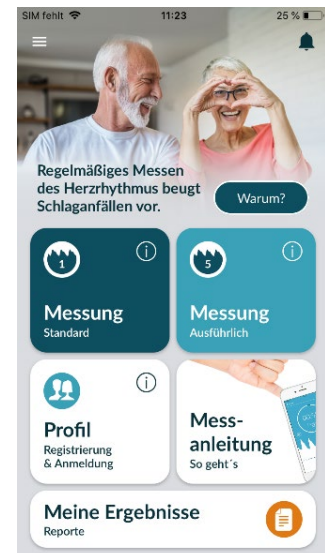 SIM fehlt 11:23 25 %
Regelmäßiges Messen
des Herzrhythmus beugt
Schlaganfällen vor.
Warum?
1
Messung
Standard
5
Messung
Ausführlich
Profil
Registrierung
& Anmeldung
Mess-
anleitung
So geht´s
Meine Ergebnisse
Reporte